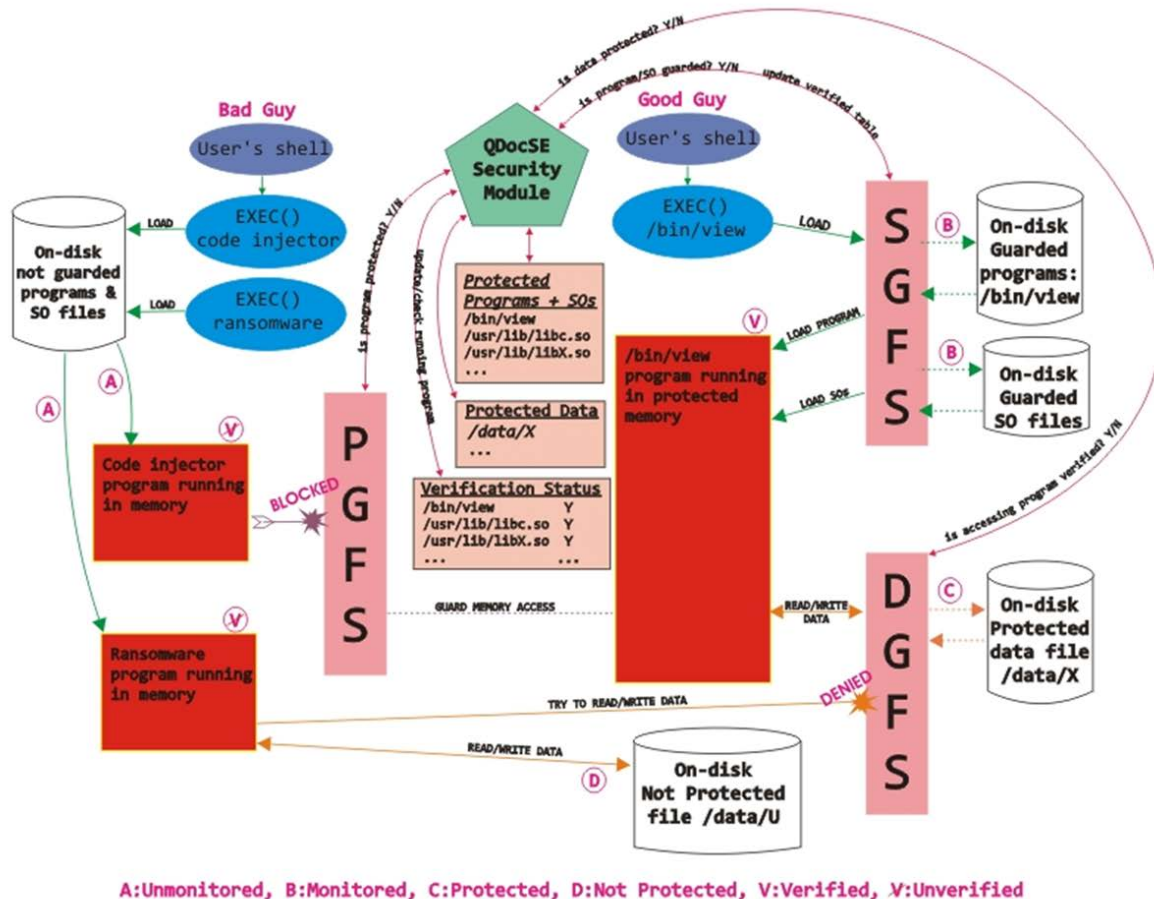 is data protected? Y/N
is program/SO guarded? Y/N
update verified table
Bad Guy
User's shell
EXEC()
code injector
LOAD
EXEC()
ransomware
LOAD
On-disk
not guarded
programs &
SO files
QDocSE
Security
Module
Good Guy
User's shell
EXEC()
/bin/view
LOAD
S
G
F
S
B
On-disk
Guarded
programs:
/bin/view
B
On-disk
Guarded
SO files
is program protected? Y/N
update/check running program
Protected
Programs + SOs
/bin/view
/usr/lib/libc.so
/usr/lib/libX.so
...
Protected Data
/data/X
...
Verification Status
/bin/view Y
/usr/lib/libc.so Y
/usr/lib/libX.so Y
... ...
V
/bin/view
program running
in protected
memory
LOAD PROGRAM
LOAD SOs
is accessing program verified? Y/N
A
A
V
Code injector
program running
in memory
BLOCKED
P
G
F
S
GUARD MEMORY ACCESS
READ/WRITE
DATA
D
G
F
S
C
On-disk
Protected
data file
/data/X
V
Ransomware
program running
in memory
TRY TO READ/WRITE DATA
DENIED
READ/WRITE DATA
D
On-disk
Not Protected
file /data/U
A:Unmonitored, B:Monitored, C:Protected, D:Not Protected, V:Verified, V:Unverified